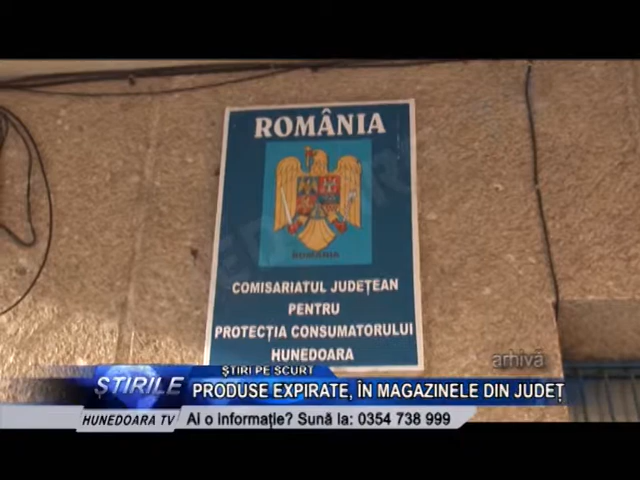 ROMÂNIA
ROMANIA
COMISARIATUL JUDEȚEAN
PENTRU
PROTECȚIA CONSUMATORULUI
HUNEDOARA
arhivă
ȘTIRI PE SCURT
ȘTIRILE
PRODUSE EXPIRATE, ÎN MAGAZINELE DIN JUDEȚ
HUNEDOARA TV
Ai o informație? Sună la: 0354 738 999